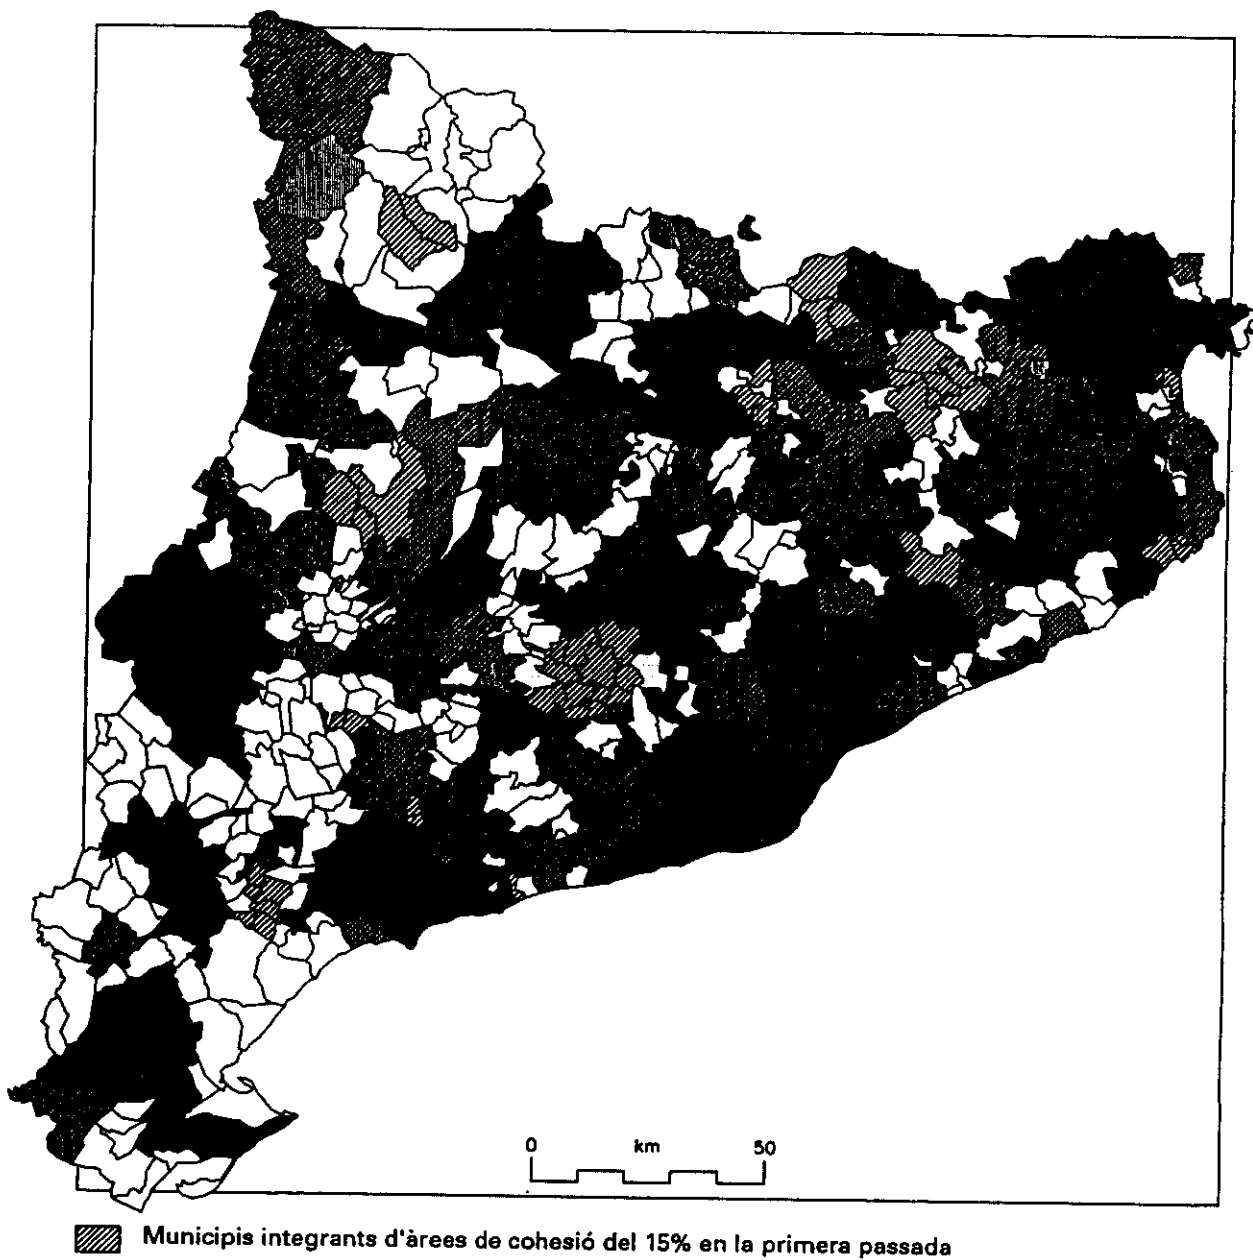 0 km 50
Municipis integrants d'àrees de cohesió del 15% en la primera passada